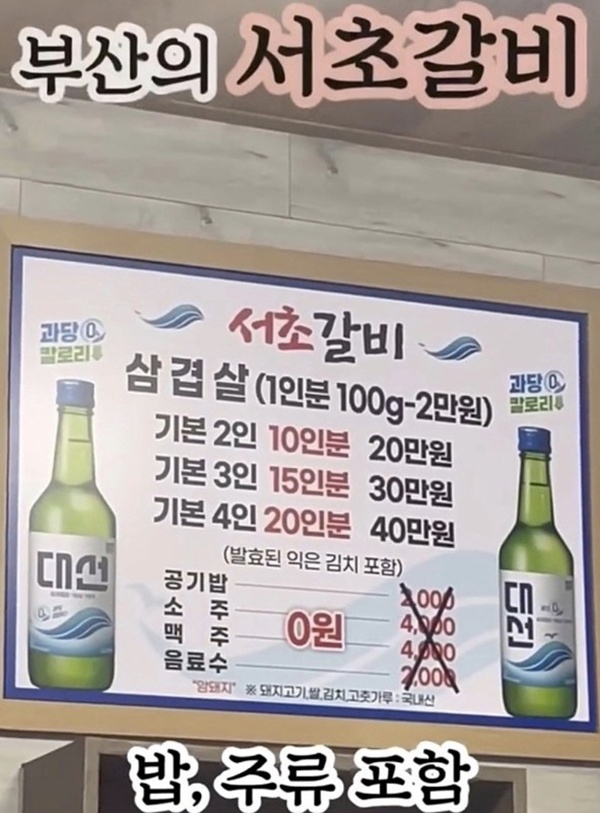 부산의 서초갈비
서초갈비
과당 0%
칼로리⬇
과당 0%
칼로리⬇
삼겹살 (1인분 100g-2만원)
기본 2인 10인분 20만원
기본 3인 15인분 30만원
기본 4인 20인분 40만원
(발효된 익은 김치 포함)
공기밥 2,000
소 주 4,000
맥 주 0원 4,000
음료수 2,000
"암돼지" ※ 돼지고기,쌀,김치,고춧가루 : 국내산
대선
대선
밥, 주류 포함